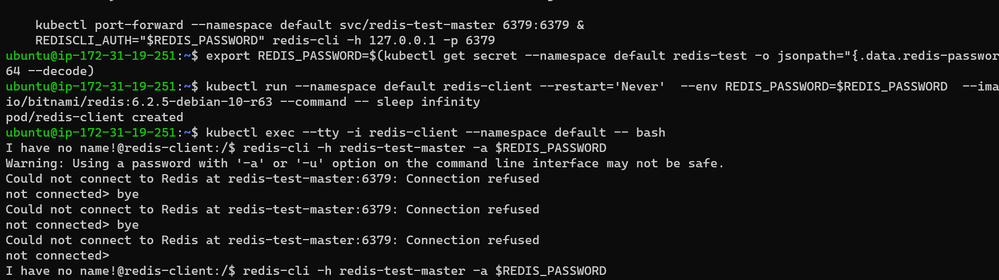 kubectl port-forward --namespace default svc/redis-test-master 6379:6379 &
REDISCLI_AUTH="$REDIS_PASSWORD" redis-cli -h 127.0.0.1 -p 6379
ubuntu@ip-172-31-19-251:~$ export REDIS_PASSWORD=$(kubectl get secret --namespace default redis-test -o jsonpath="{.data.redis-passwor
64 --decode)
ubuntu@ip-172-31-19-251:~$ kubectl run --namespace default redis-client --restart='Never'  --env REDIS_PASSWORD=$REDIS_PASSWORD  --ima
io/bitnami/redis:6.2.5-debian-10-r63 --command -- sleep infinity
pod/redis-client created
ubuntu@ip-172-31-19-251:~$ kubectl exec --tty -i redis-client --namespace default -- bash
I have no name!@redis-client:/$ redis-cli -h redis-test-master -a $REDIS_PASSWORD
Warning: Using a password with '-a' or '-u' option on the command line interface may not be safe.
Could not connect to Redis at redis-test-master:6379: Connection refused
not connected> bye
Could not connect to Redis at redis-test-master:6379: Connection refused
not connected> bye
Could not connect to Redis at redis-test-master:6379: Connection refused
not connected>
I have no name!@redis-client:/$ redis-cli -h redis-test-master -a $REDIS_PASSWORD